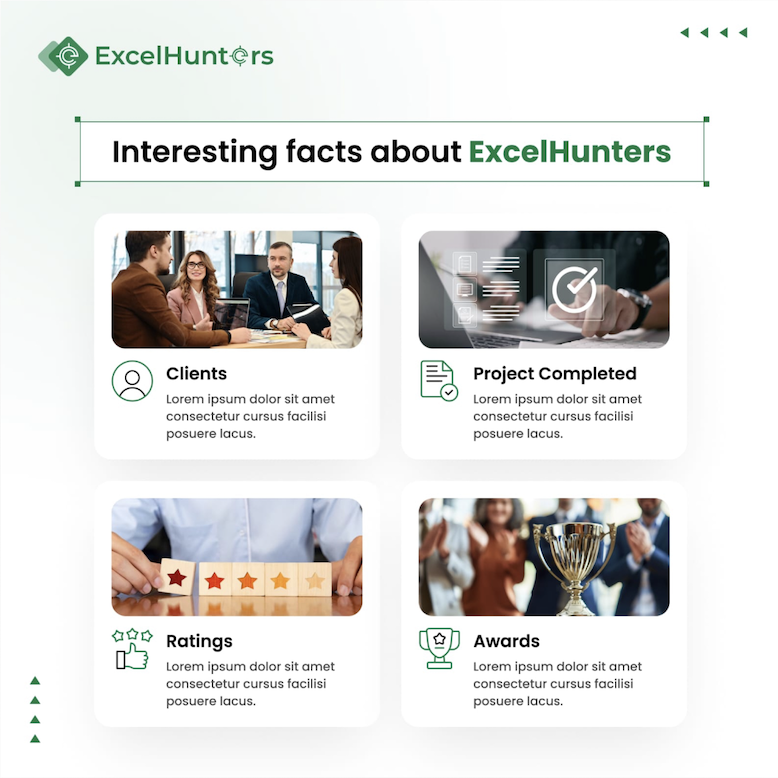 ExcelHunters
Interesting facts about ExcelHunters
Clients
Lorem ipsum dolor sit amet
consectetur cursus facilisi
posuere lacus.
Project Completed
Lorem ipsum dolor sit amet
consectetur cursus facilisi
posuere lacus.
Ratings
Lorem ipsum dolor sit amet
consectetur cursus facilisi
posuere lacus.
Awards
Lorem ipsum dolor sit amet
consectetur cursus facilisi
posuere lacus.